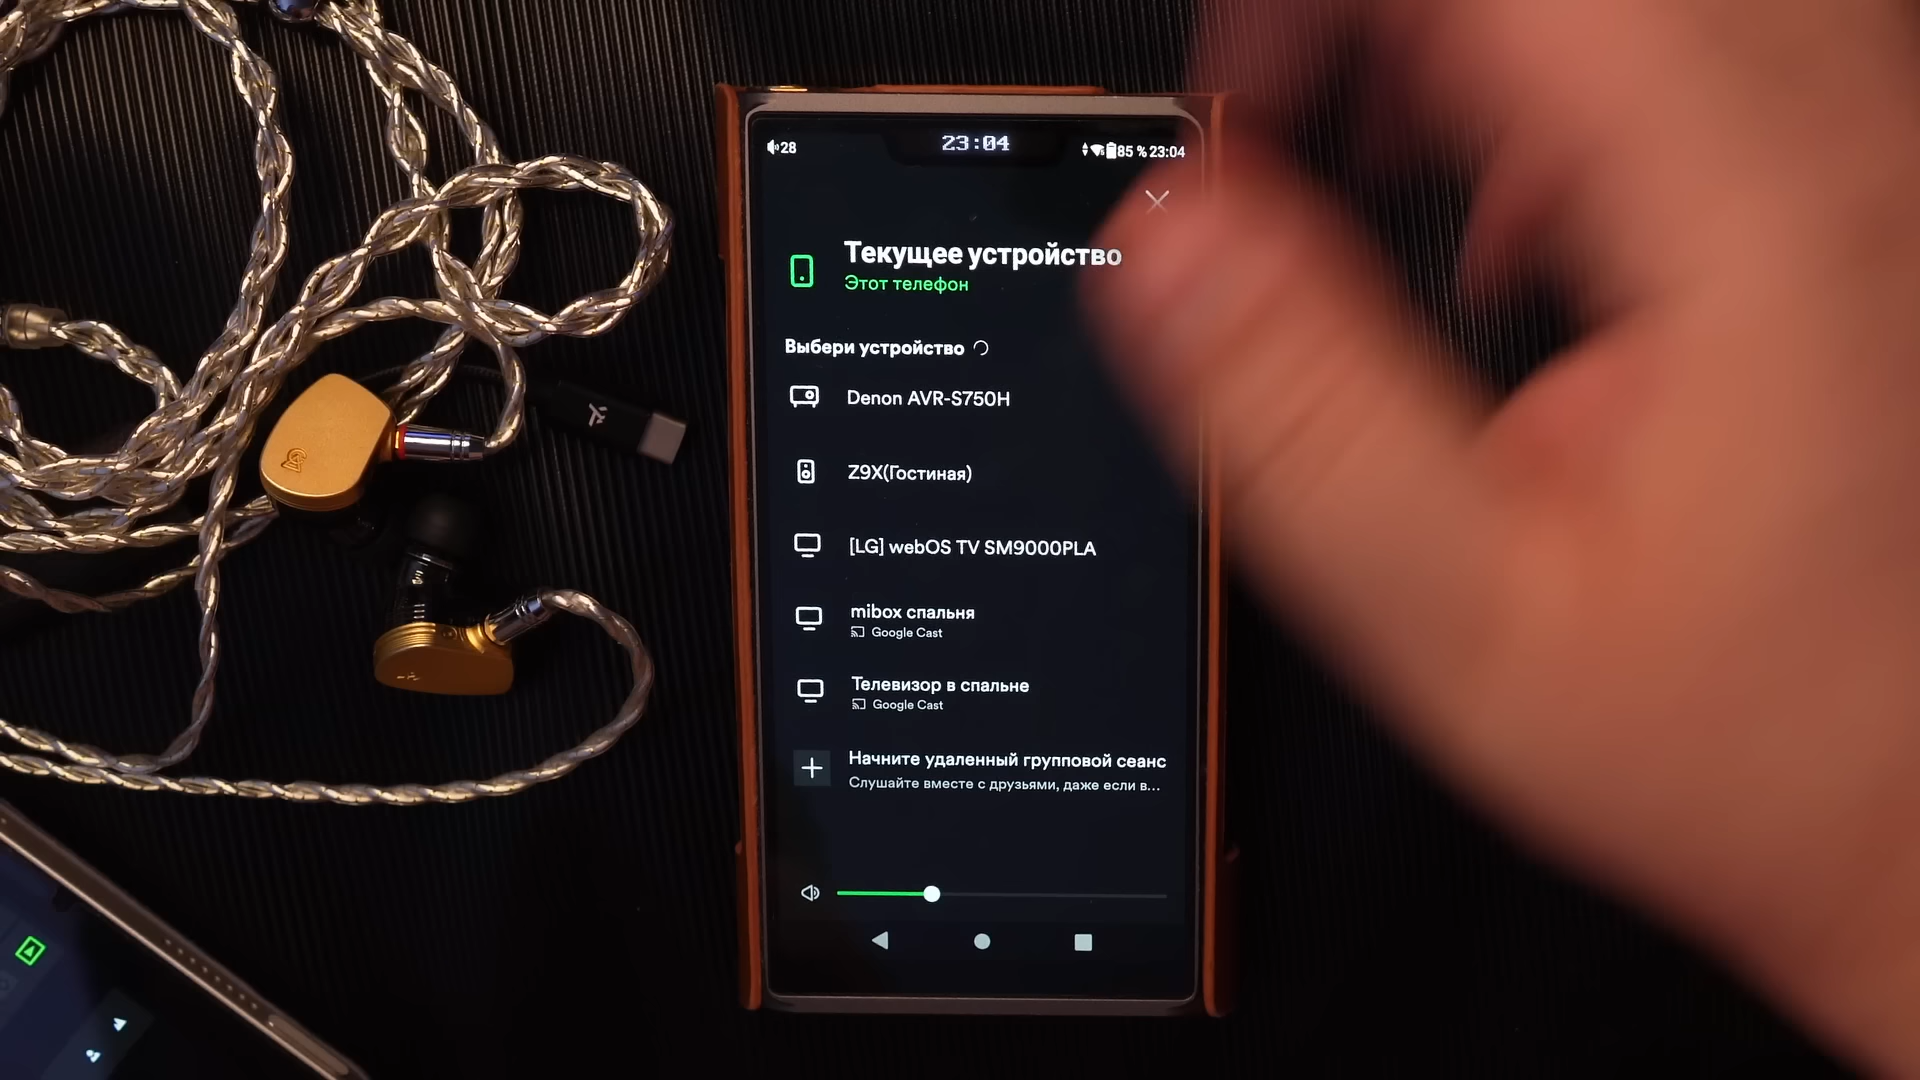 28
23:04
85 % 23:04
Текущее устройство
Этот телефон
Выбери устройство
Denon AVR-S750H
Z9X(Гостиная)
[LG] webOS TV SM9000PLA
mibox спальня
Google Cast
Телевизор в спальне
Google Cast
Начните удаленный групповой сеанс
Слушайте вместе с друзьями, даже если в...